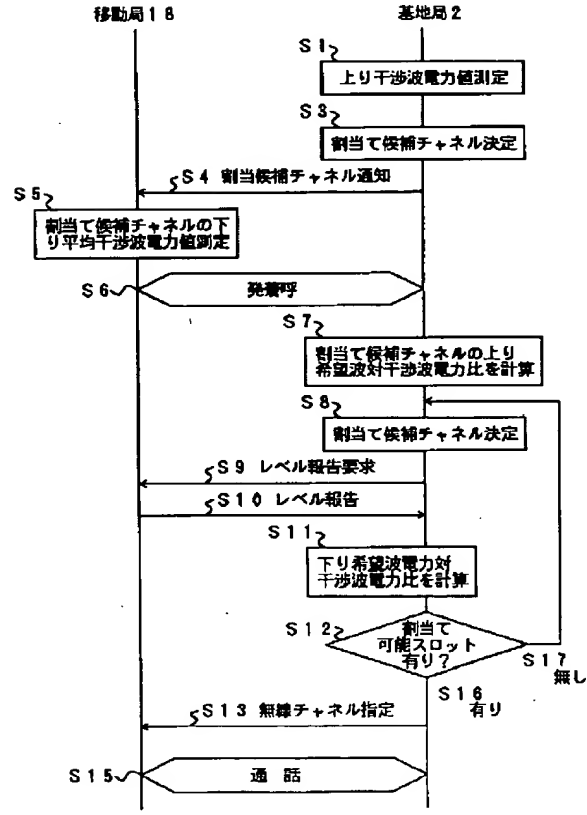 移動局18
基地局2
S1
上り干渉波電力値測定
S3
割当て候補チャネル決定
S4 割当候補チャネル通知
S5
割当て候補チャネルの下
り平均干渉波電力値測定
S6
発着呼
S7
割当て候補チャネルの上り
希望波対干渉波電力比を計算
S8
割当て候補チャネル決定
S9 レベル報告要求
S10 レベル報告
S11
下り希望波電力対
干渉波電力比を計算
S12
割当て
可能スロット
有り?
S17
無し
S16
有り
S13 無線チャネル指定
S15
通話